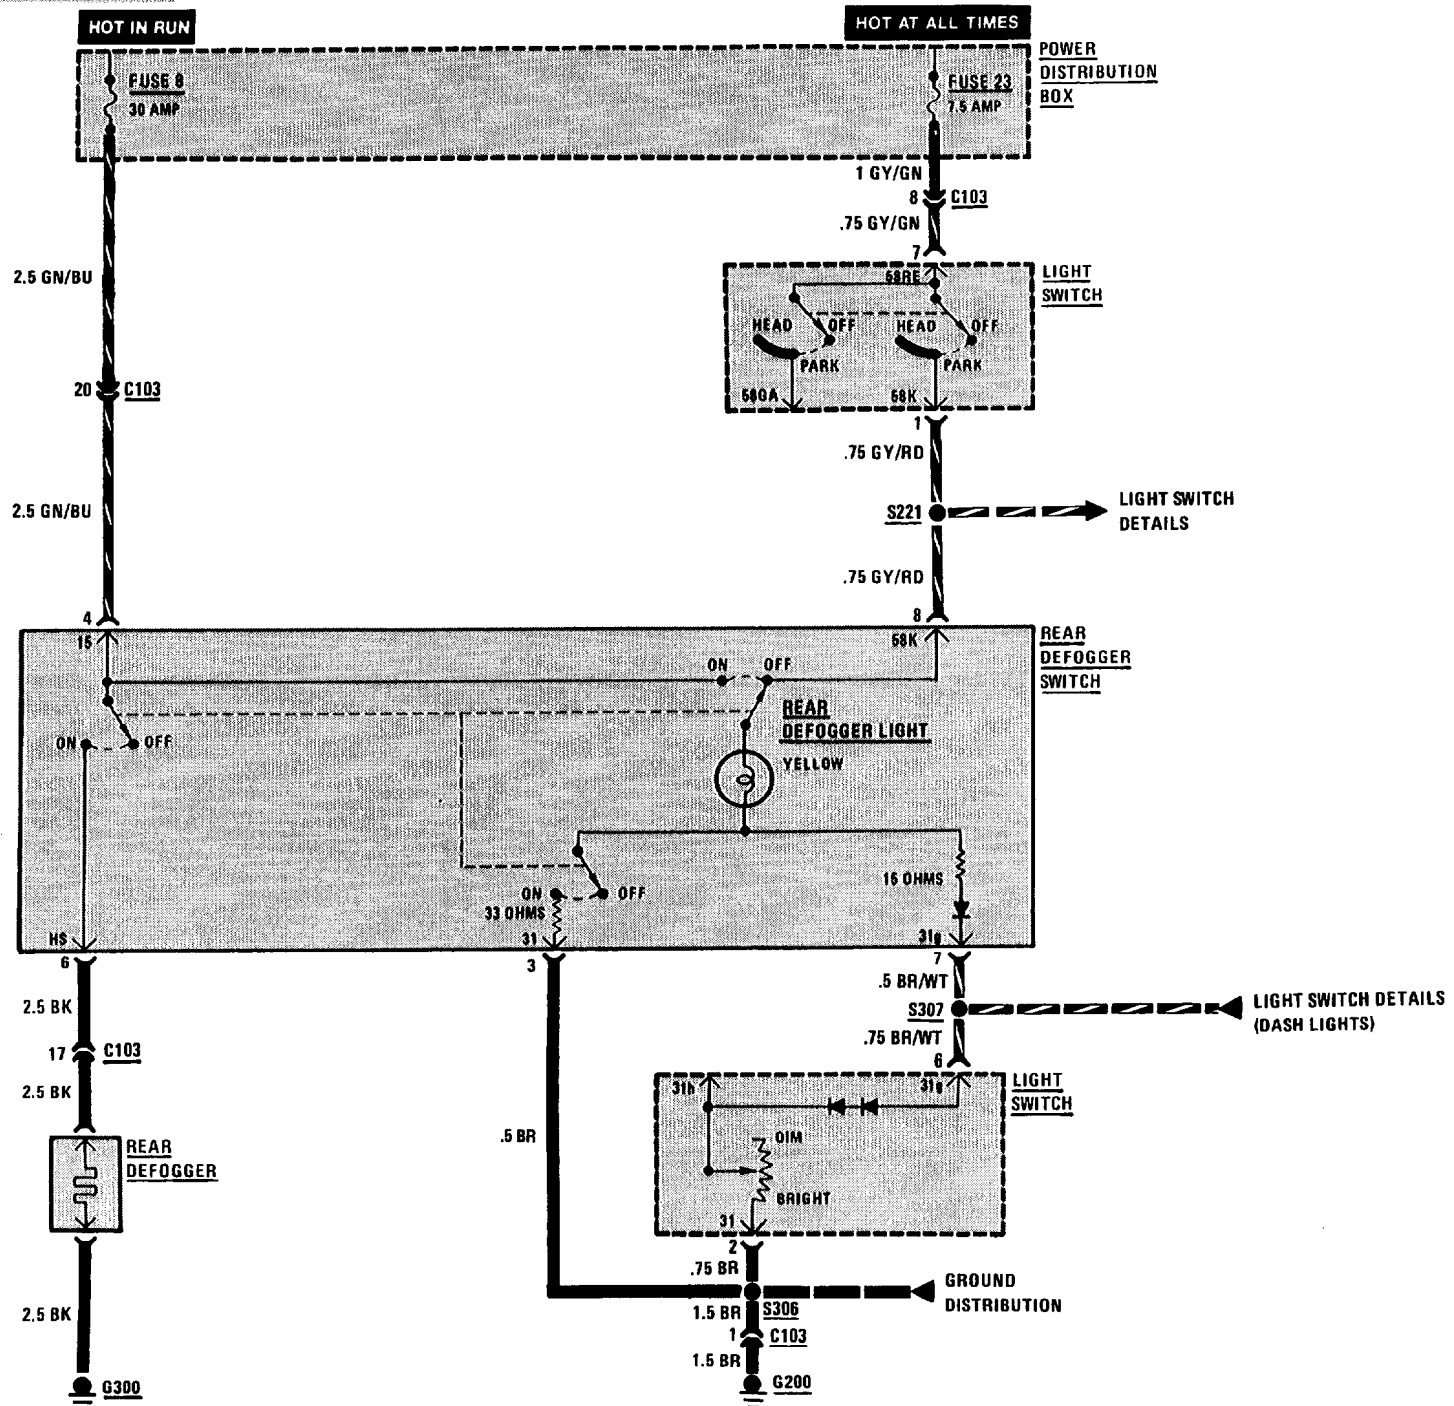 HOT IN RUN
HOT AT ALL TIMES
POWER
DISTRIBUTION
BOX
FUSE 8
30 AMP
FUSE 23
7.5 AMP
1 GY/GN
8 C103
.75 GY/GN
7
2.5 GN/BU
58RE
LIGHT
SWITCH
HEAD
OFF
HEAD
OFF
PARK
PARK
20 C103
58GA
58K
1
.75 GY/RD
2.5 GN/BU
S221
LIGHT SWITCH
DETAILS
.75 GY/RD
4
8
15
58K
REAR
DEFOGGER
SWITCH
ON
OFF
REAR
DEFOGGER LIGHT
YELLOW
ON
OFF
16 OHMS
ON
OFF
33 OHMS
HS
31
31g
6
3
7
.5 BR/WT
2.5 BK
S307
LIGHT SWITCH DETAILS
(DASH LIGHTS)
.75 BR/WT
17 C103
6
2.5 BK
31h
31g
LIGHT
SWITCH
.5 BR
DIM
REAR
DEFOGGER
BRIGHT
31
2
.75 BR
GROUND
DISTRIBUTION
2.5 BK
1.5 BR
S306
1 C103
1.5 BR
G300
G200